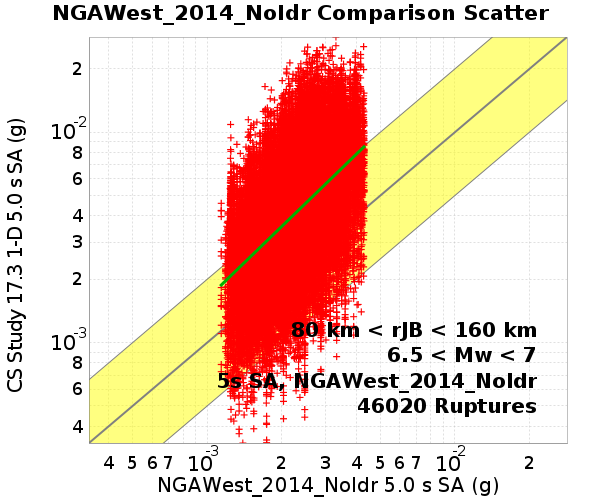 NGAWest_2014_NoIdr Comparison Scatter
CS Study 17.3 1-D 5.0 s SA (g)
2
10-2
8
6
4
3
2
10-3
8
6
4
80 km < rJB < 160 km
6.5 < Mw < 7
5s SA, NGAWest_2014_NoIdr
46020 Ruptures
4 5 6 7 10-3 2 3 4 5 6 7 10-2 2
NGAWest_2014_NoIdr 5.0 s SA (g)